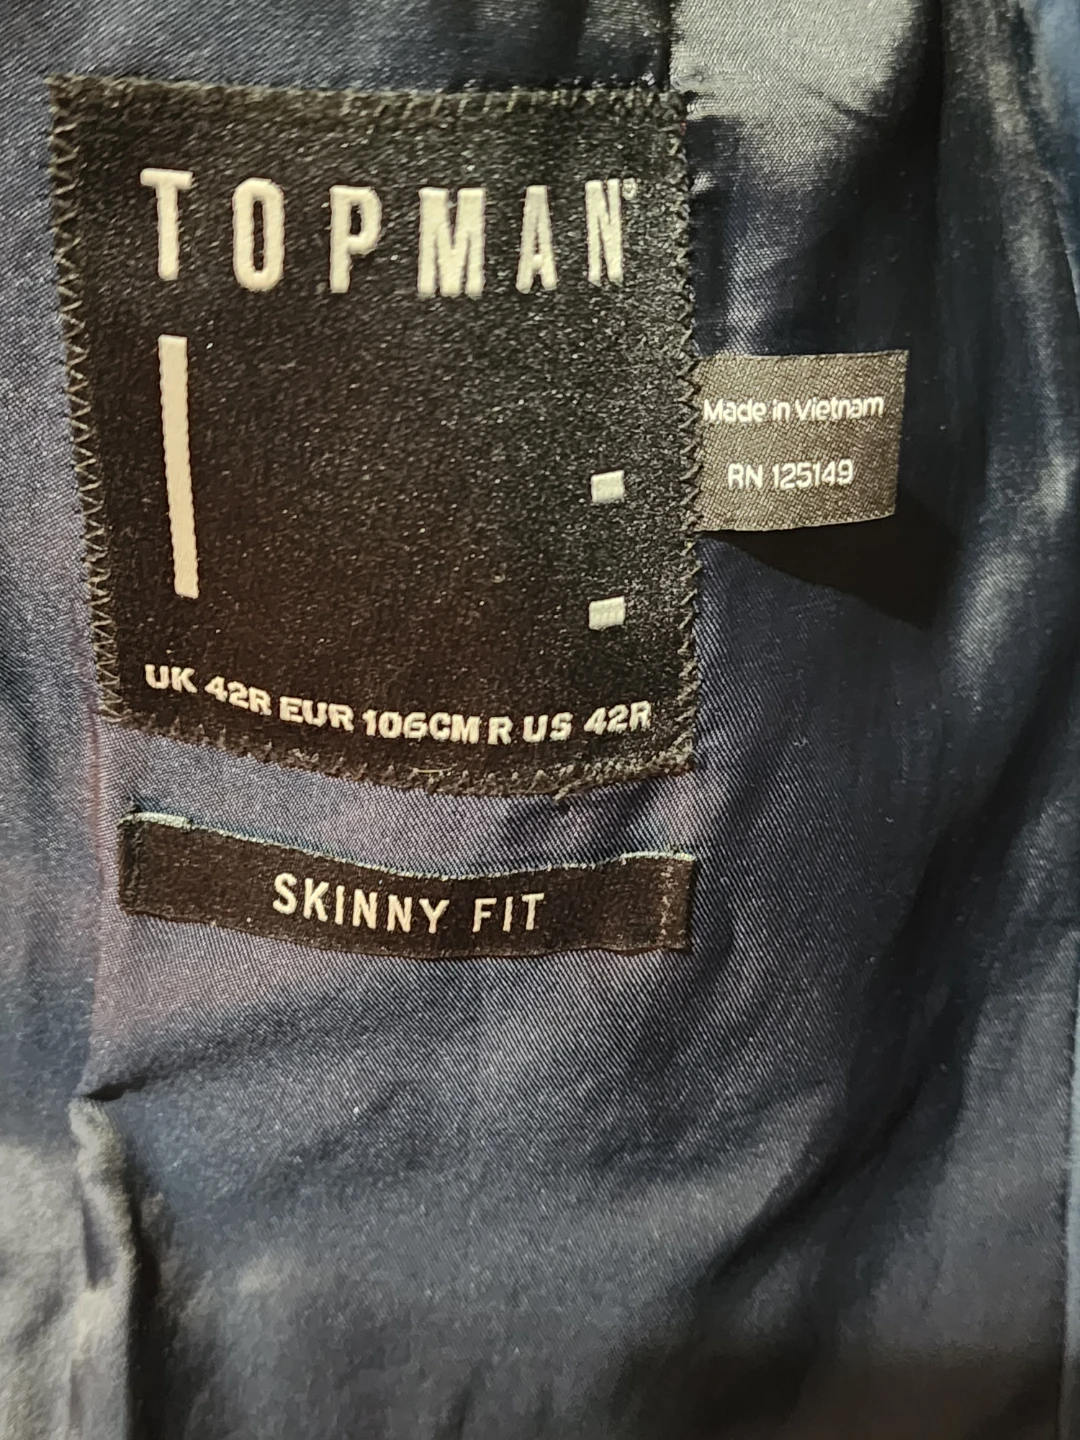 TOPMAN®
Made in Vietnam
RN 125149
UK 42R EUR 106CM R US 42R
SKINNY FIT